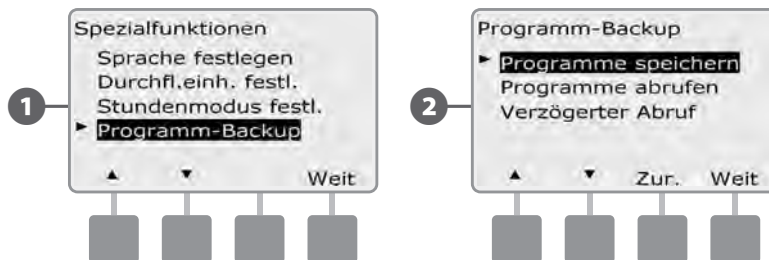 Spezialfunktionen
Sprache festlegen
Durchfl.einh. festl.
Stundenmodus festl.
Programm-Backup
Weit
1
Programm-Backup
Programme speichern
Programme abrufen
Verzögerter Abruf
Zur. Weit
2